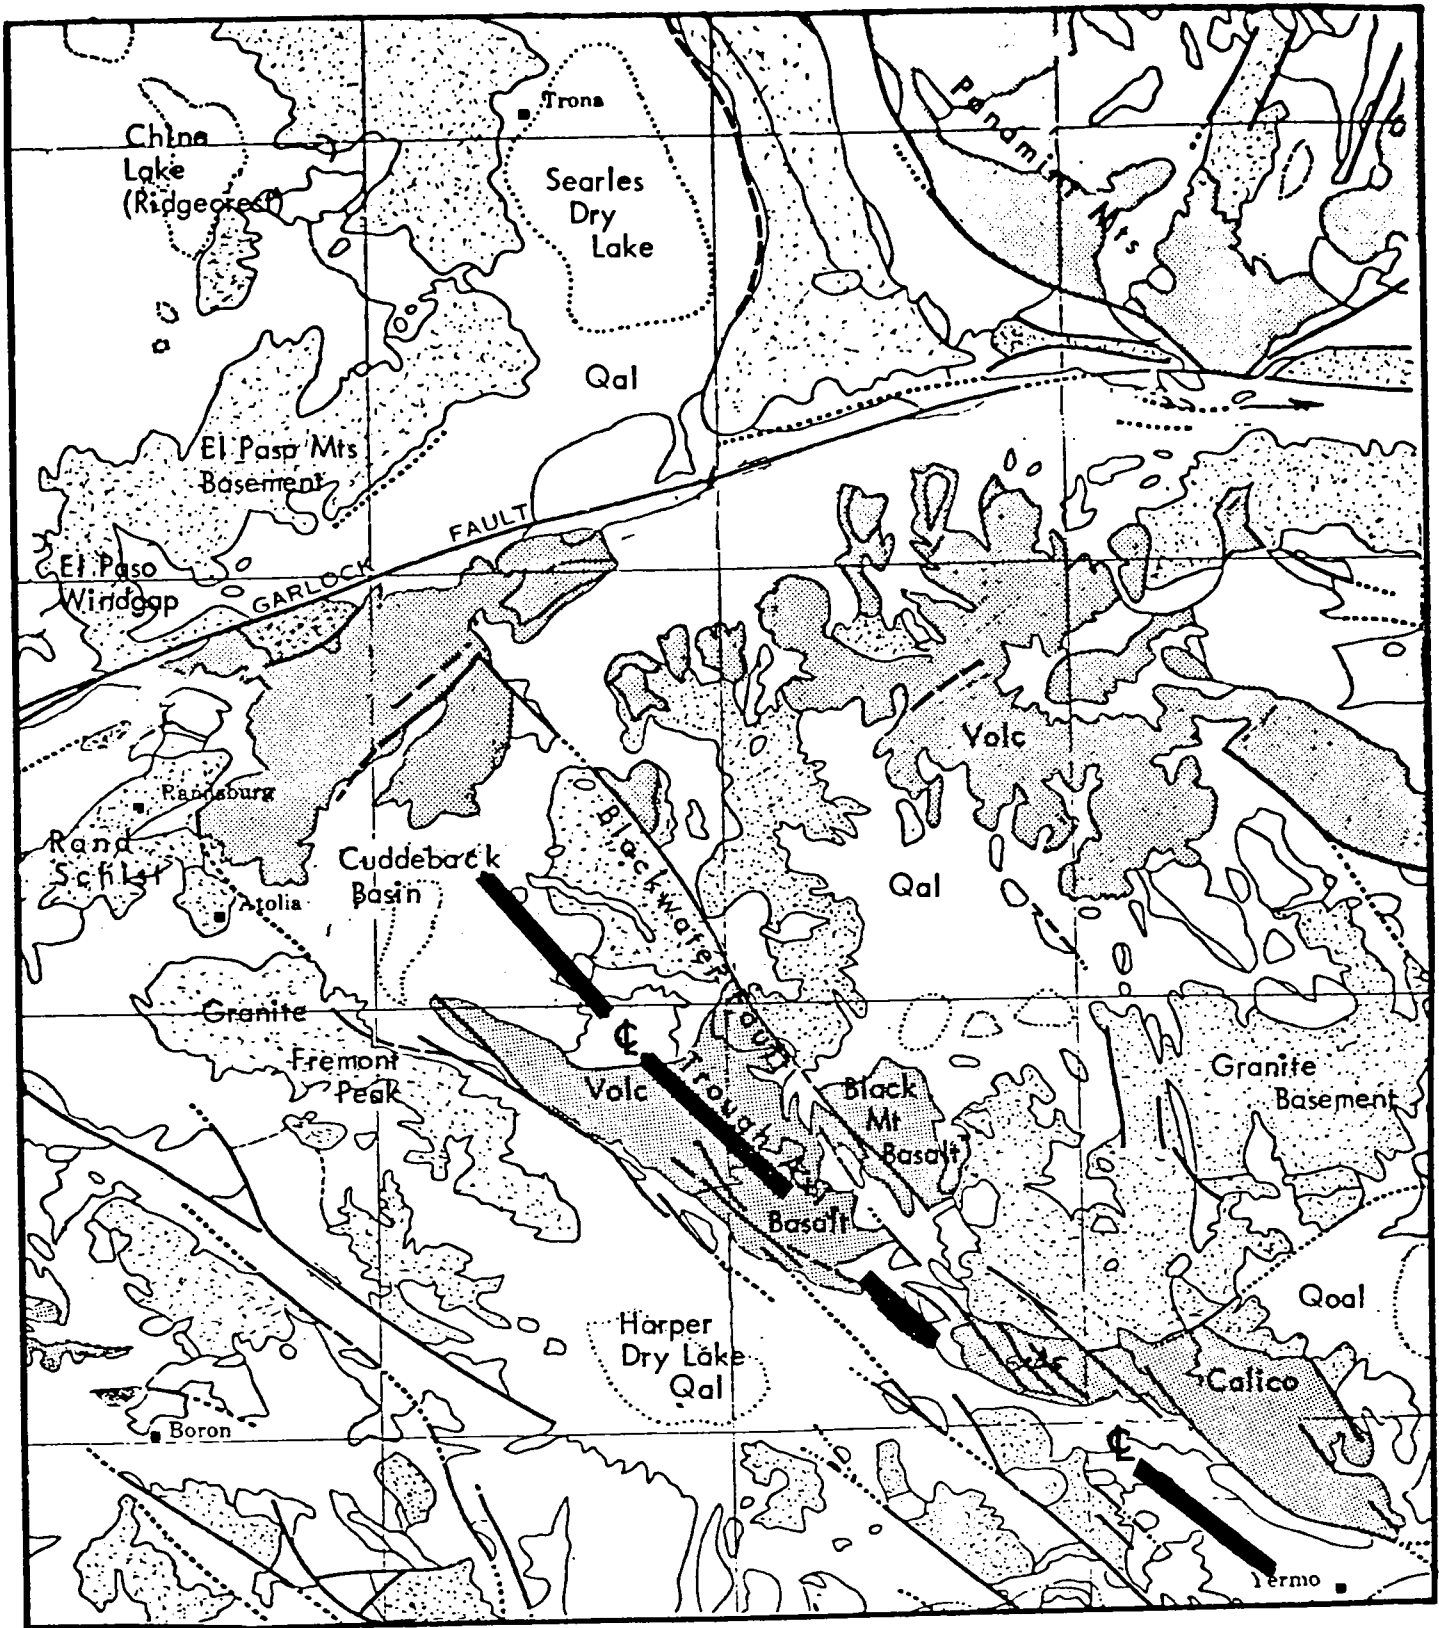 Trona
China
Lake
(Ridgecrest)
Searles
Dry
Lake
Panamint Mts
Qal
El Paso Mts
Basement
GARLOCK FAULT
El Paso
Windgap
Volc
Randsburg
Rand
Schist
Cuddeback
Basin
Atolia
Blackwater Fault
Qal
Granite
Fremont
Peak
℄
Volc
Trough
Black
Mt
Basalt
Granite
Basement
Basalt
Harper
Dry Lake
Qal
Qoal
Calico
Boron
℄
Yermo